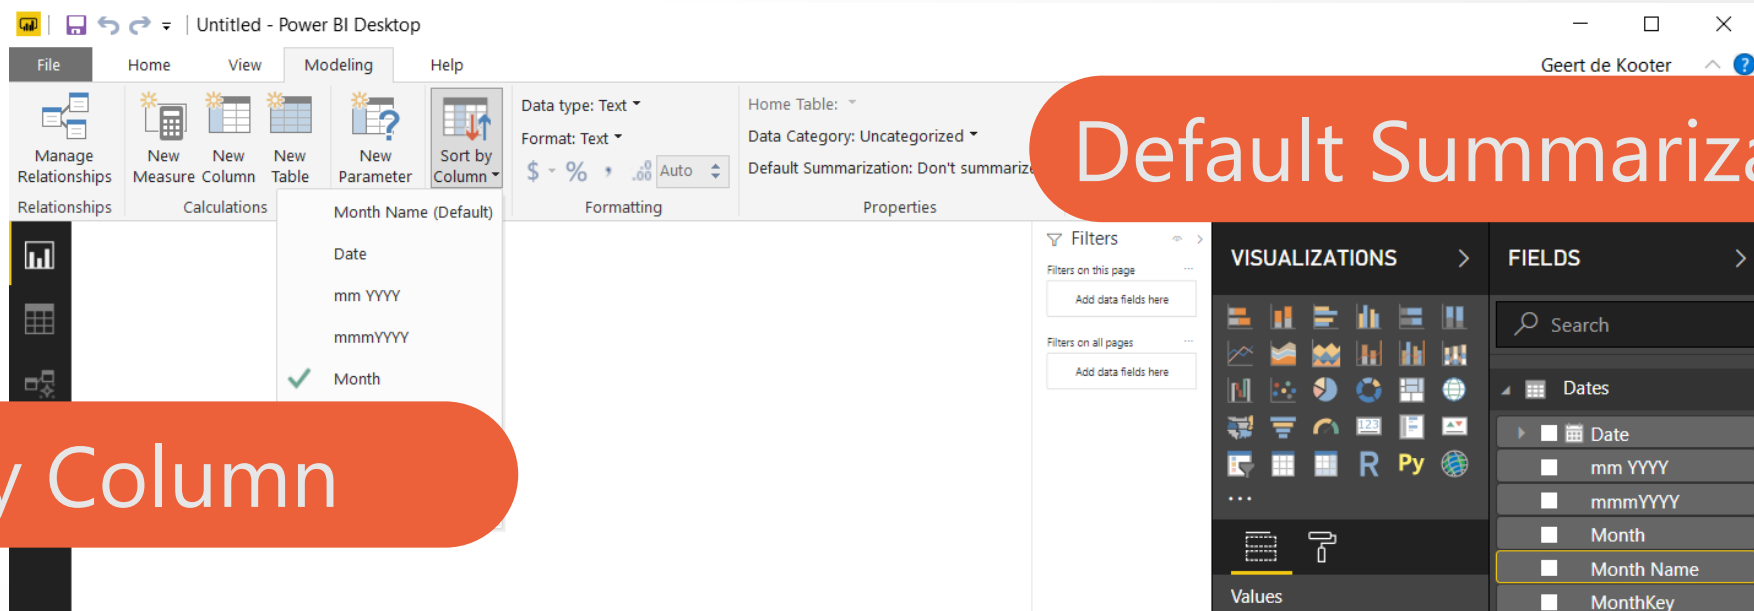 Untitled - Power BI Desktop
File Home View Modeling Help Geert de Kooter
Manage Relationships
New Measure
New Column
New Table
New Parameter
Sort by Column
Data type: Text
Format: Text
$ % , .00 Auto
Home Table:
Data Category: Uncategorized
Default Summarization: Don't summarize
Relationships Calculations Formatting Properties
Default Summariza
Month Name (Default)
Date
mm YYYY
mmmYYYY
Month
y Column
Filters
Filters on this page
Add data fields here
Filters on all pages
Add data fields here
VISUALIZATIONS
123
R Py
Values
FIELDS
Search
Dates
Date
mm YYYY
mmmYYYY
Month
Month Name
MonthKey